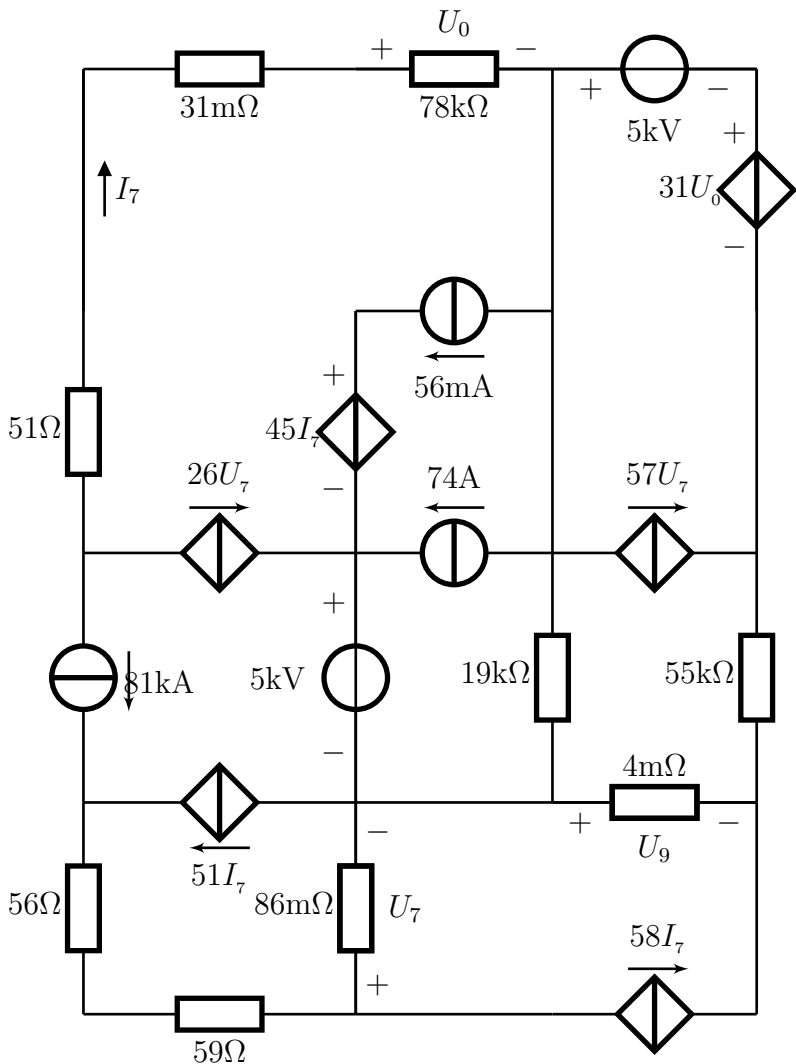 U₀
+ − + −
31mΩ 78kΩ 5kV
+
I₇ 31U₀
−
+ 56mA
51Ω 45I₇
−
26U₇ 74A 57U₇
+
81kA 5kV 19kΩ 55kΩ
−
4mΩ
− + −
51I₇ U₉
56Ω 86mΩ U₇
58I₇
+
59Ω